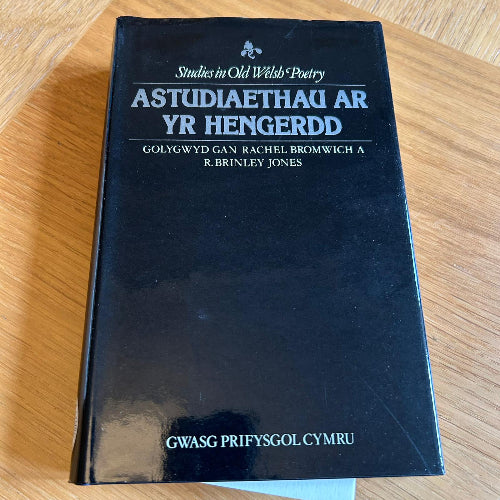 Studies in Old Welsh Poetry
ASTUDIAETHAU AR
YR HENGERDD
GOLYGWYD GAN RACHEL BROMWICH A
R. BRINLEY JONES
GWASG PRIFYSGOL CYMRU